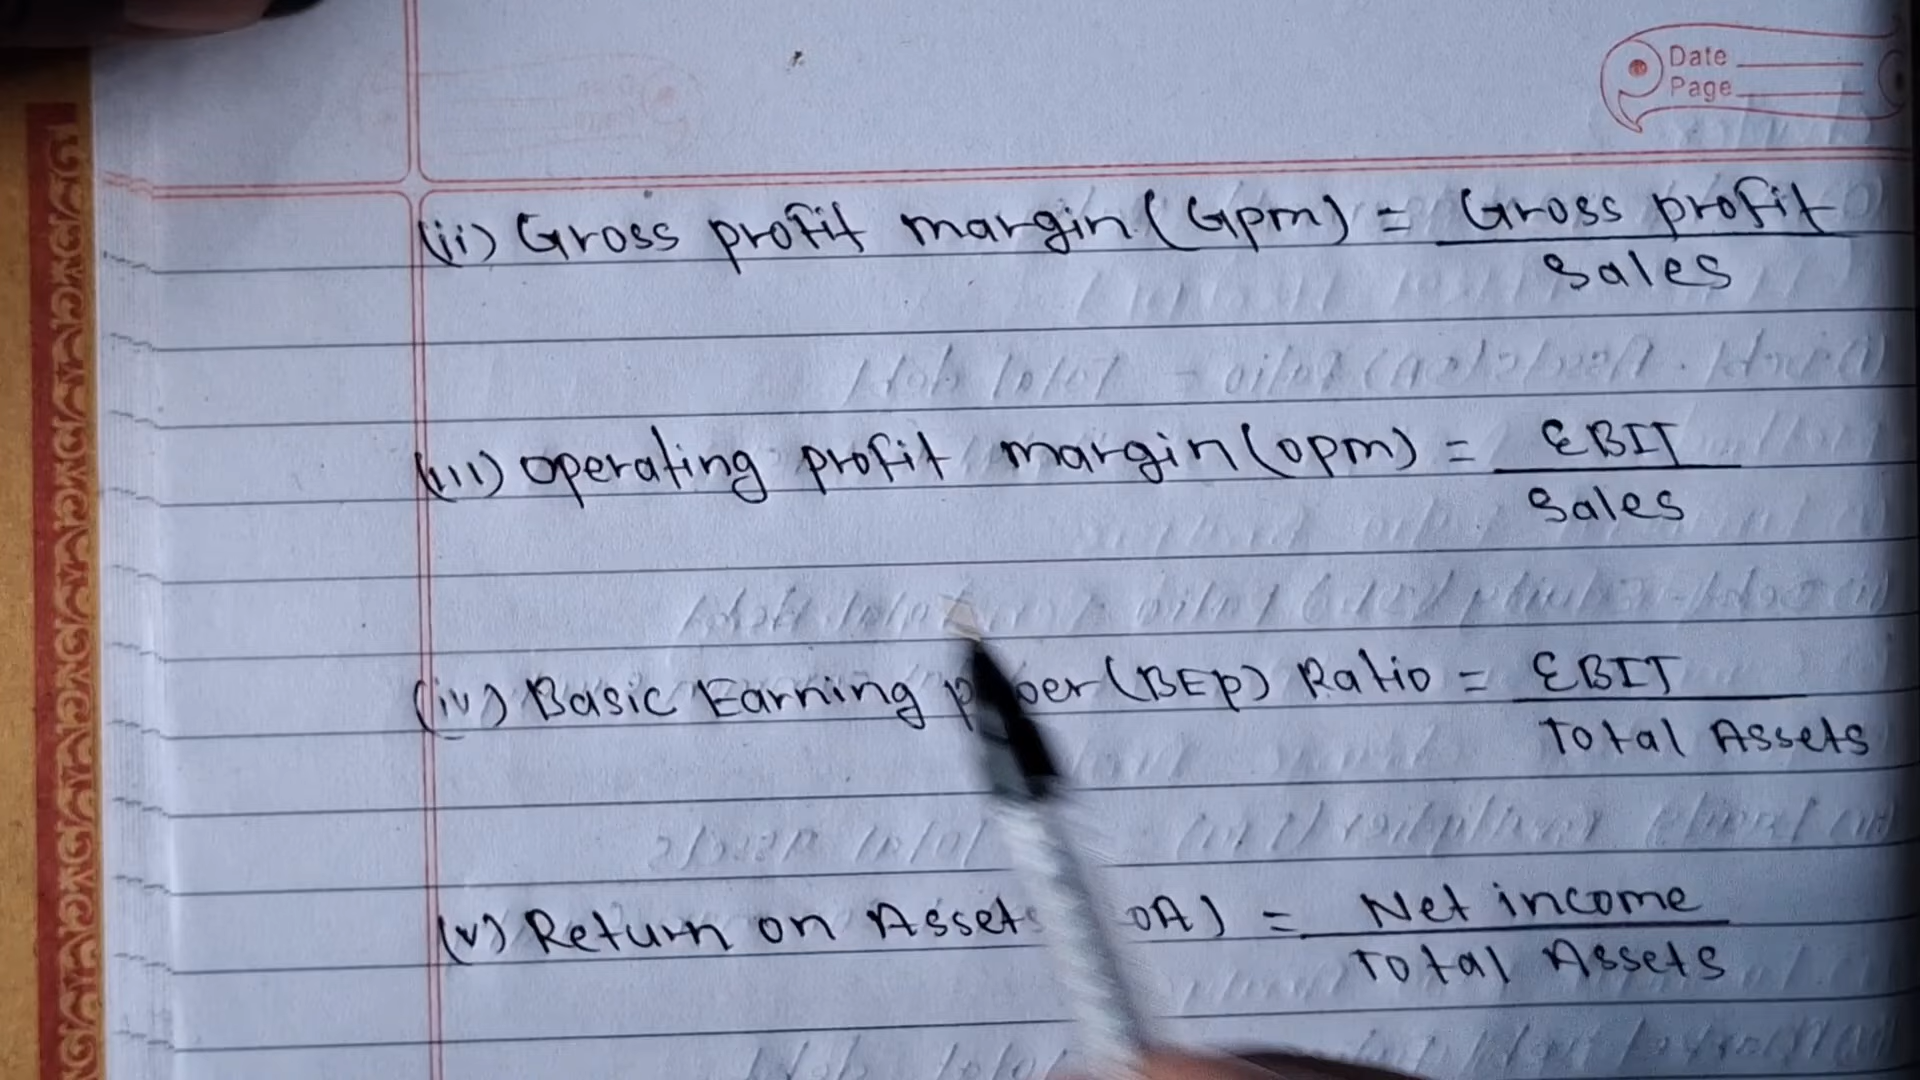 Date
Page
(ii) Gross profit margin (GPM) = Gross profit
Sales
(iii) Operating profit margin (OPM) = EBIT
Sales
(iv) Basic Earning (BEP) Ratio = EBIT
Total Assets
(v) Return on = Net income
Total Assets